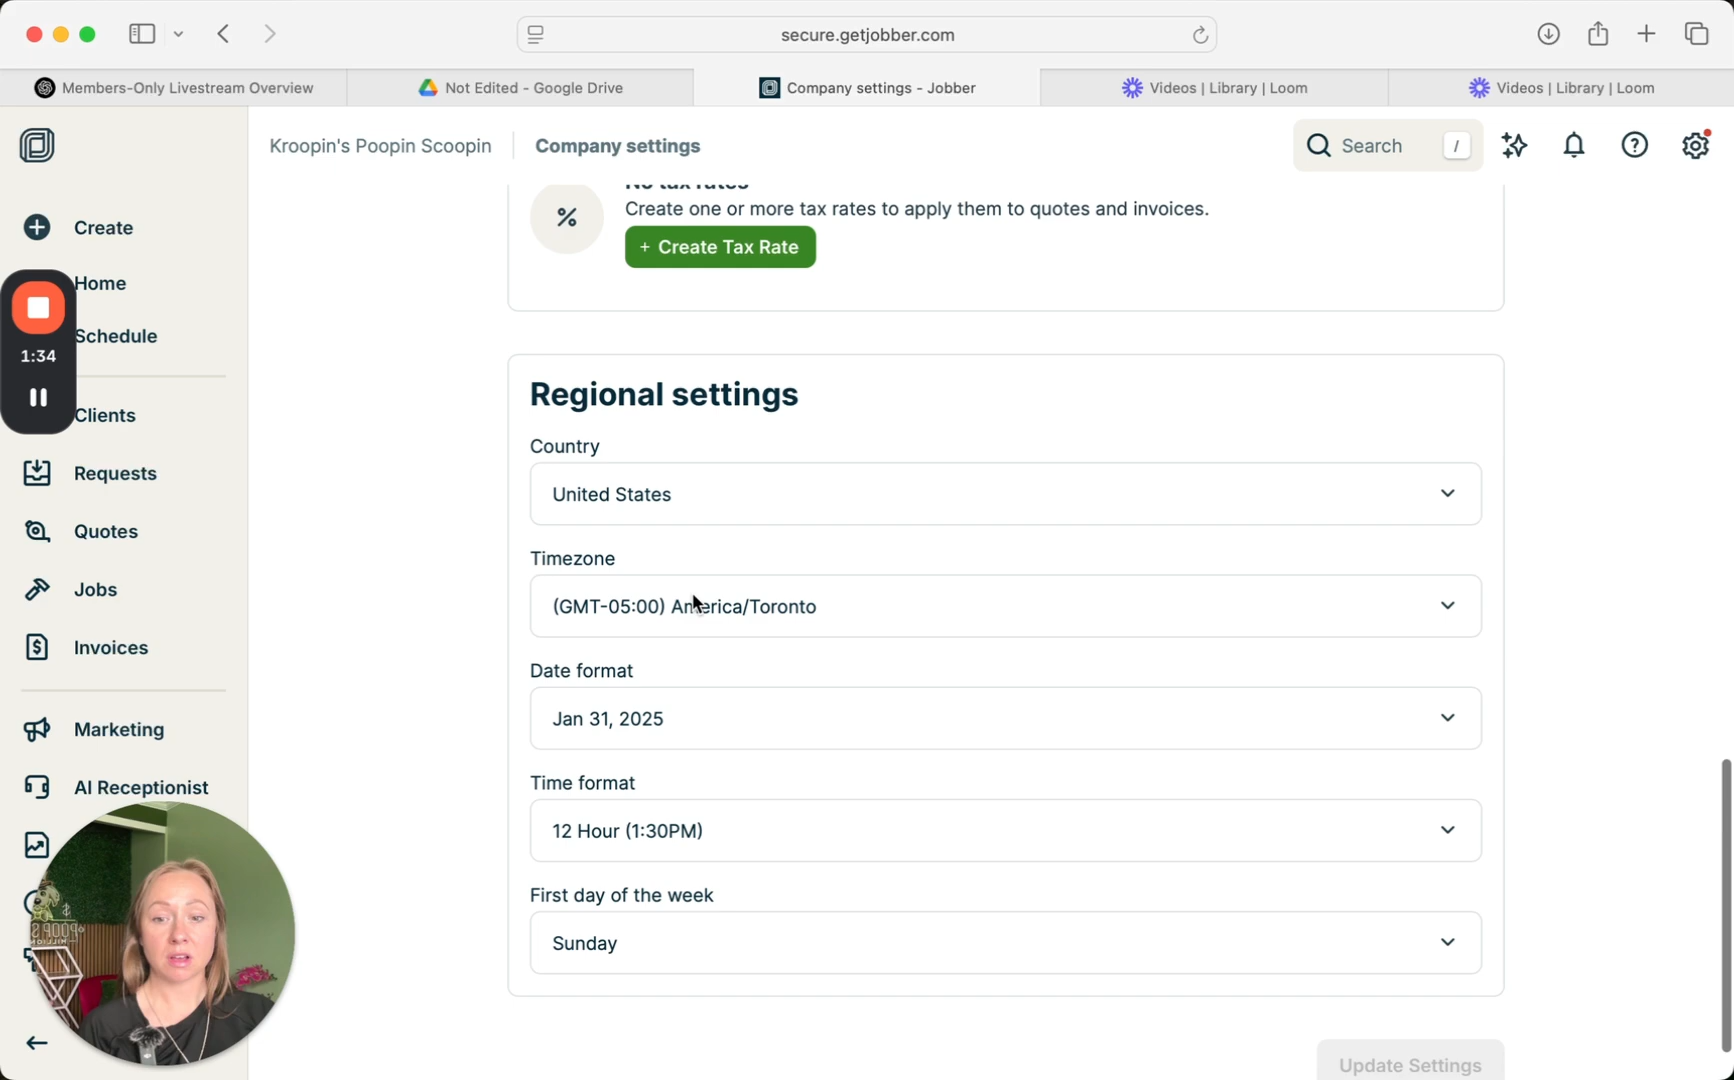 secure.getjobber.com
Members-Only Livestream Overview
Not Edited - Google Drive
Company settings - Jobber
Videos | Library | Loom
Videos | Library | Loom
Kroopin's Poopin Scoopin
Company settings
Search
/
Create
Home
1:34
Schedule
Clients
Requests
Quotes
Jobs
Invoices
Marketing
AI Receptionist
No tax rates
%
Create one or more tax rates to apply them to quotes and invoices.
+ Create Tax Rate
Regional settings
Country
United States
Timezone
(GMT-05:00) America/Toronto
Date format
Jan 31, 2025
Time format
12 Hour (1:30PM)
First day of the week
Sunday
Update Settings